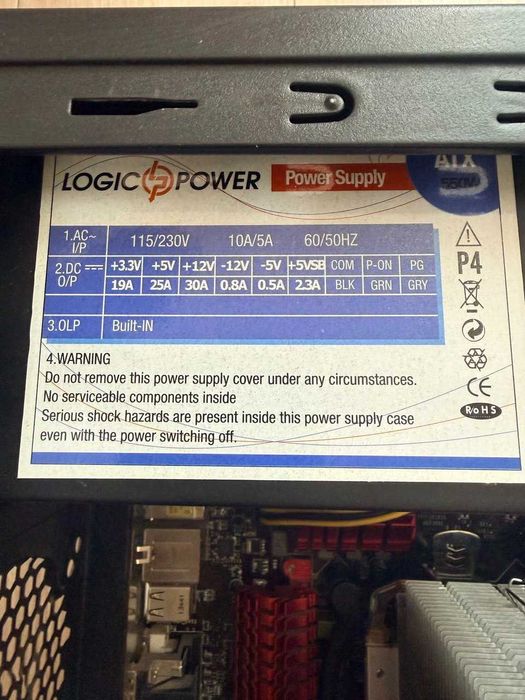 LOGIC POWER Power Supply
ATX
550W
1.AC~ I/P 115/230V 10A/5A 60/50HZ
2.DC O/P +3.3V +5V +12V -12V -5V +5VSB COM P-ON PG
19A 25A 30A 0.8A 0.5A 2.3A BLK GRN GRY
3.OLP Built-IN
P4
4.WARNING
Do not remove this power supply cover under any circumstances.
No serviceable components inside
Serious shock hazards are present inside this power supply case
even with the power switching off.
CE
RoHS